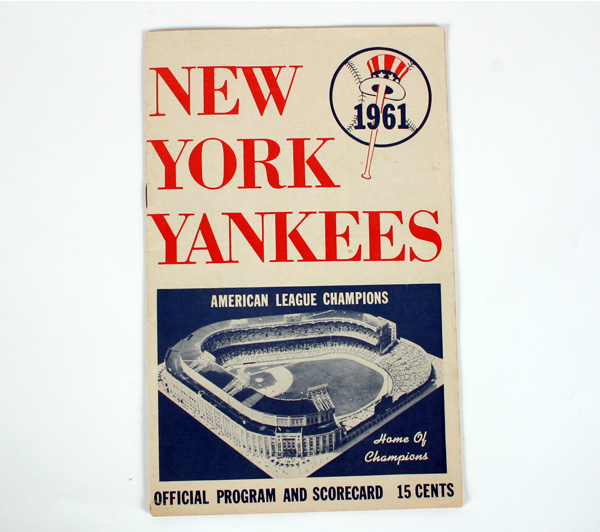 NEW
1961
YORK
YANKEES
AMERICAN LEAGUE CHAMPIONS
Home Of
Champions
OFFICIAL PROGRAM AND SCORECARD 15 CENTS